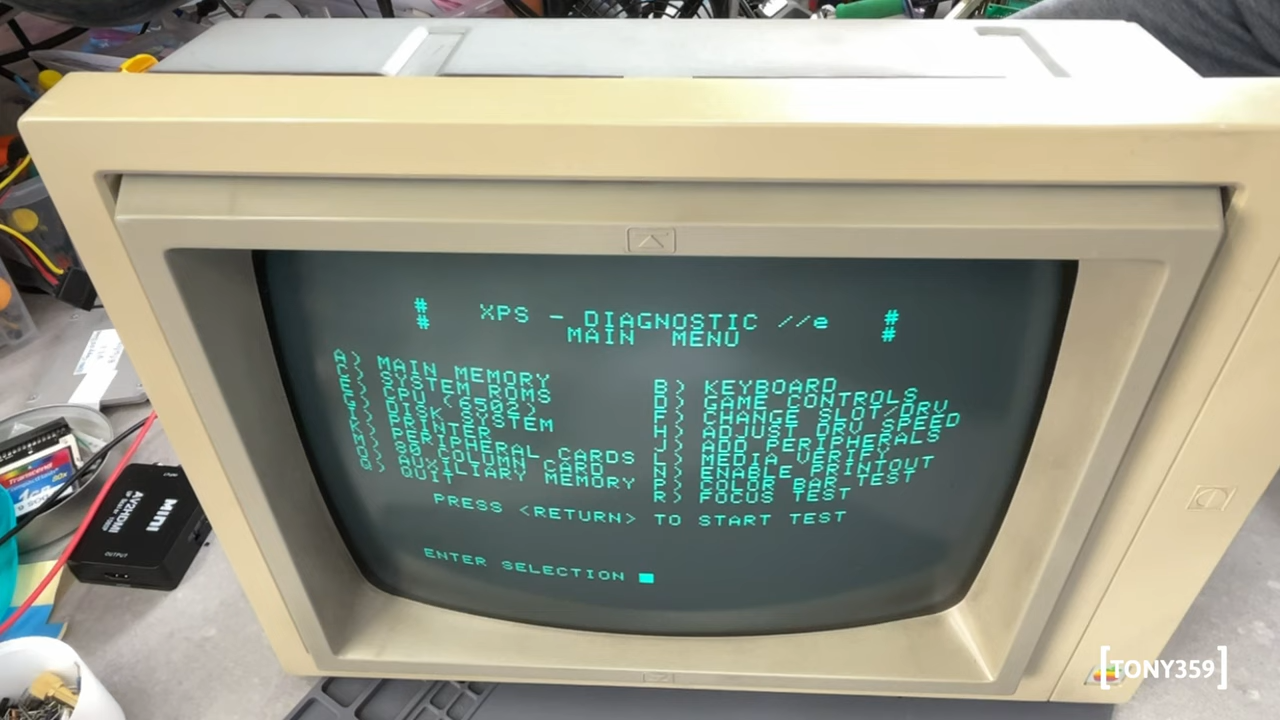 # XPS - DIAGNOSTIC //e #
# MAIN MENU #
A) MAIN MEMORY B) KEYBOARD
C) SYSTEM ROMS D) GAME CONTROLS
E) CPU (6502) F) CHANGE SLOT/DRV
G) DISK SYSTEM H) ADJUST DRV SPEED
I) PRINTER J) ADD PERIPHERALS
K) PERIPHERAL CARDS L) MEDIA VERIFY
M) 80 COLUMN CARD N) ENABLE PRINTOUT
O) AUXILIARY MEMORY P) COLOR BAR TEST
Q) QUIT R) FOCUS TEST
PRESS <RETURN> TO START TEST
ENTER SELECTION
MINI
AV2HDMI
OUTPUT
Transcend
[TONY359]